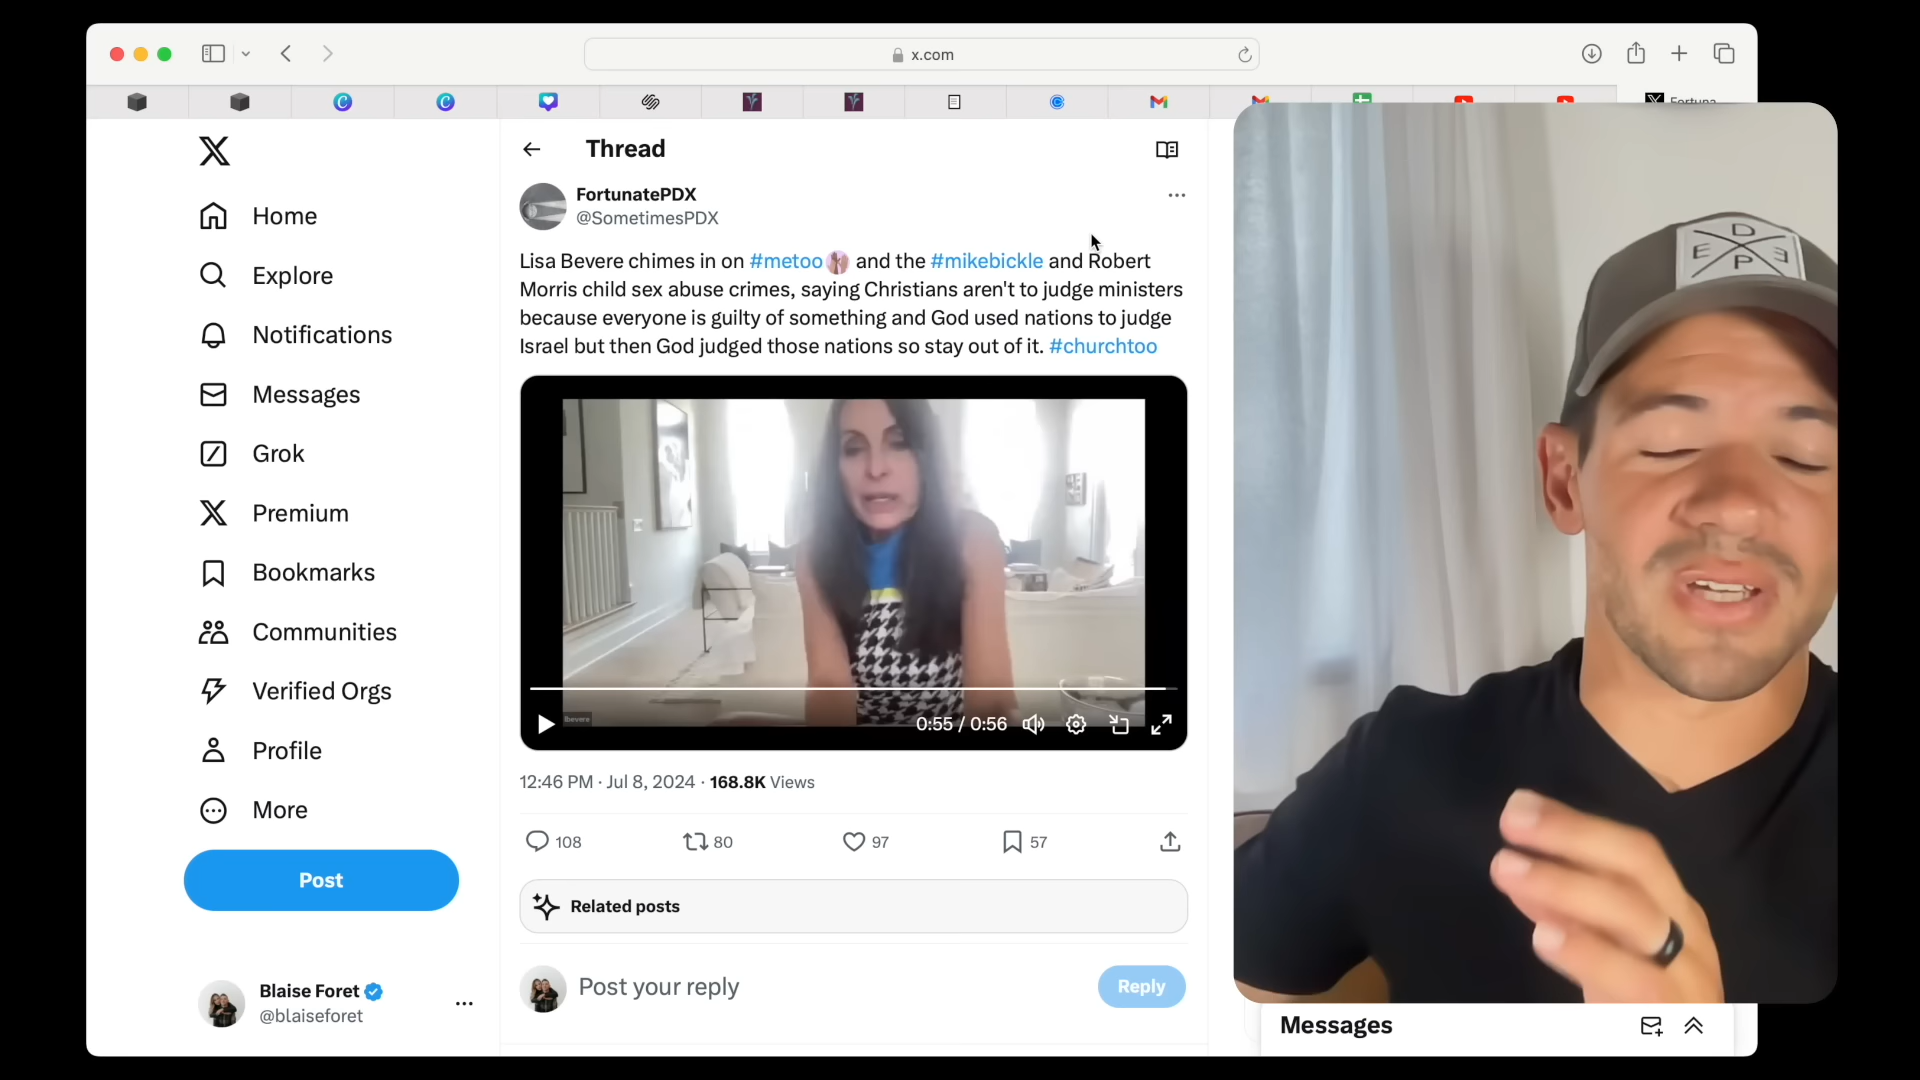 x.com
Fortuna
Home
Explore
Notifications
Messages
Grok
Premium
Bookmarks
Communities
Verified Orgs
Profile
More
Post
Blaise Foret
@blaiseforet
Thread
FortunatePDX
@SometimesPDX
Lisa Bevere chimes in on #metoo and the #mikebickle and Robert
Morris child sex abuse crimes, saying Christians aren't to judge ministers
because everyone is guilty of something and God used nations to judge
Israel but then God judged those nations so stay out of it. #churchtoo
lbevere
0:55 / 0:56
12:46 PM · Jul 8, 2024 · 168.8K Views
108 80 97 57
Related posts
Post your reply
Reply
D
E E
P
Messages